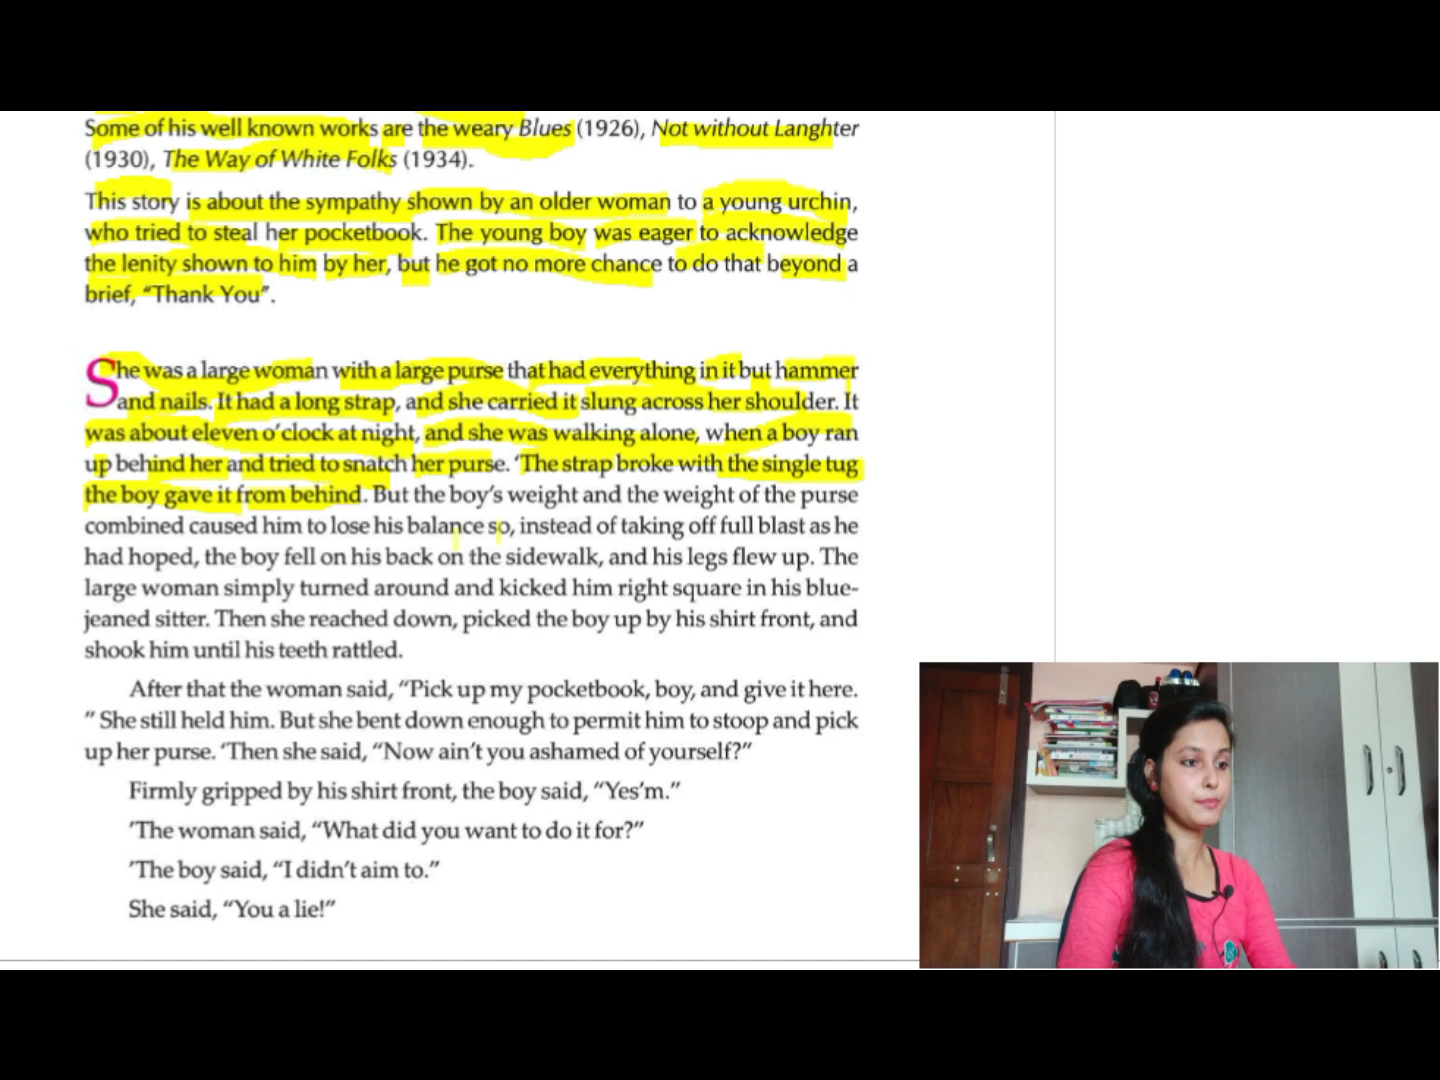 Some of his well known works are the weary Blues (1926), Not without Langhter
(1930), The Way of White Folks (1934).
This story is about the sympathy shown by an older woman to a young urchin,
who tried to steal her pocketbook. The young boy was eager to acknowledge
the lenity shown to him by her, but he got no more chance to do that beyond a
brief, “Thank You”.
She was a large woman with a large purse that had everything in it but hammer
and nails. It had a long strap, and she carried it slung across her shoulder. It
was about eleven o’clock at night, and she was walking alone, when a boy ran
up behind her and tried to snatch her purse. ‘The strap broke with the single tug
the boy gave it from behind. But the boy’s weight and the weight of the purse
combined caused him to lose his balance so, instead of taking off full blast as he
had hoped, the boy fell on his back on the sidewalk, and his legs flew up. The
large woman simply turned around and kicked him right square in his blue-
jeaned sitter. Then she reached down, picked the boy up by his shirt front, and
shook him until his teeth rattled.
After that the woman said, “Pick up my pocketbook, boy, and give it here.
” She still held him. But she bent down enough to permit him to stoop and pick
up her purse. ‘Then she said, “Now ain’t you ashamed of yourself?”
Firmly gripped by his shirt front, the boy said, “Yes’m.”
’The woman said, “What did you want to do it for?”
’The boy said, “I didn’t aim to.”
She said, “You a lie!”